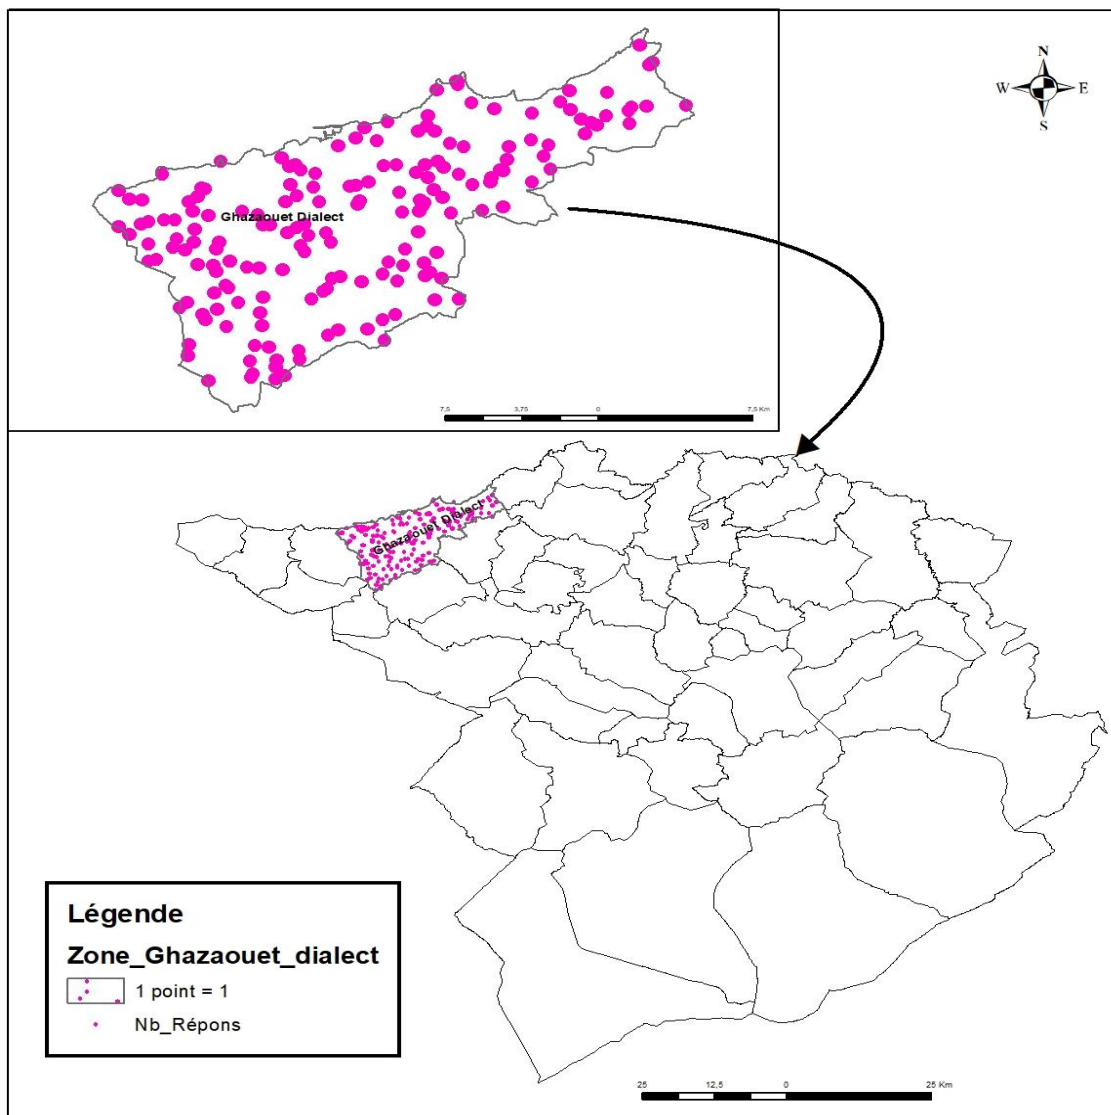 N
W E
S
Ghazaouet Dialect
7,5 3,75 0 7,5 Km
Ghazaouet Dialect
Légende
Zone_Ghazaouet_dialect
1 point = 1
Nb_Répons
25 12,5 0 25 Km